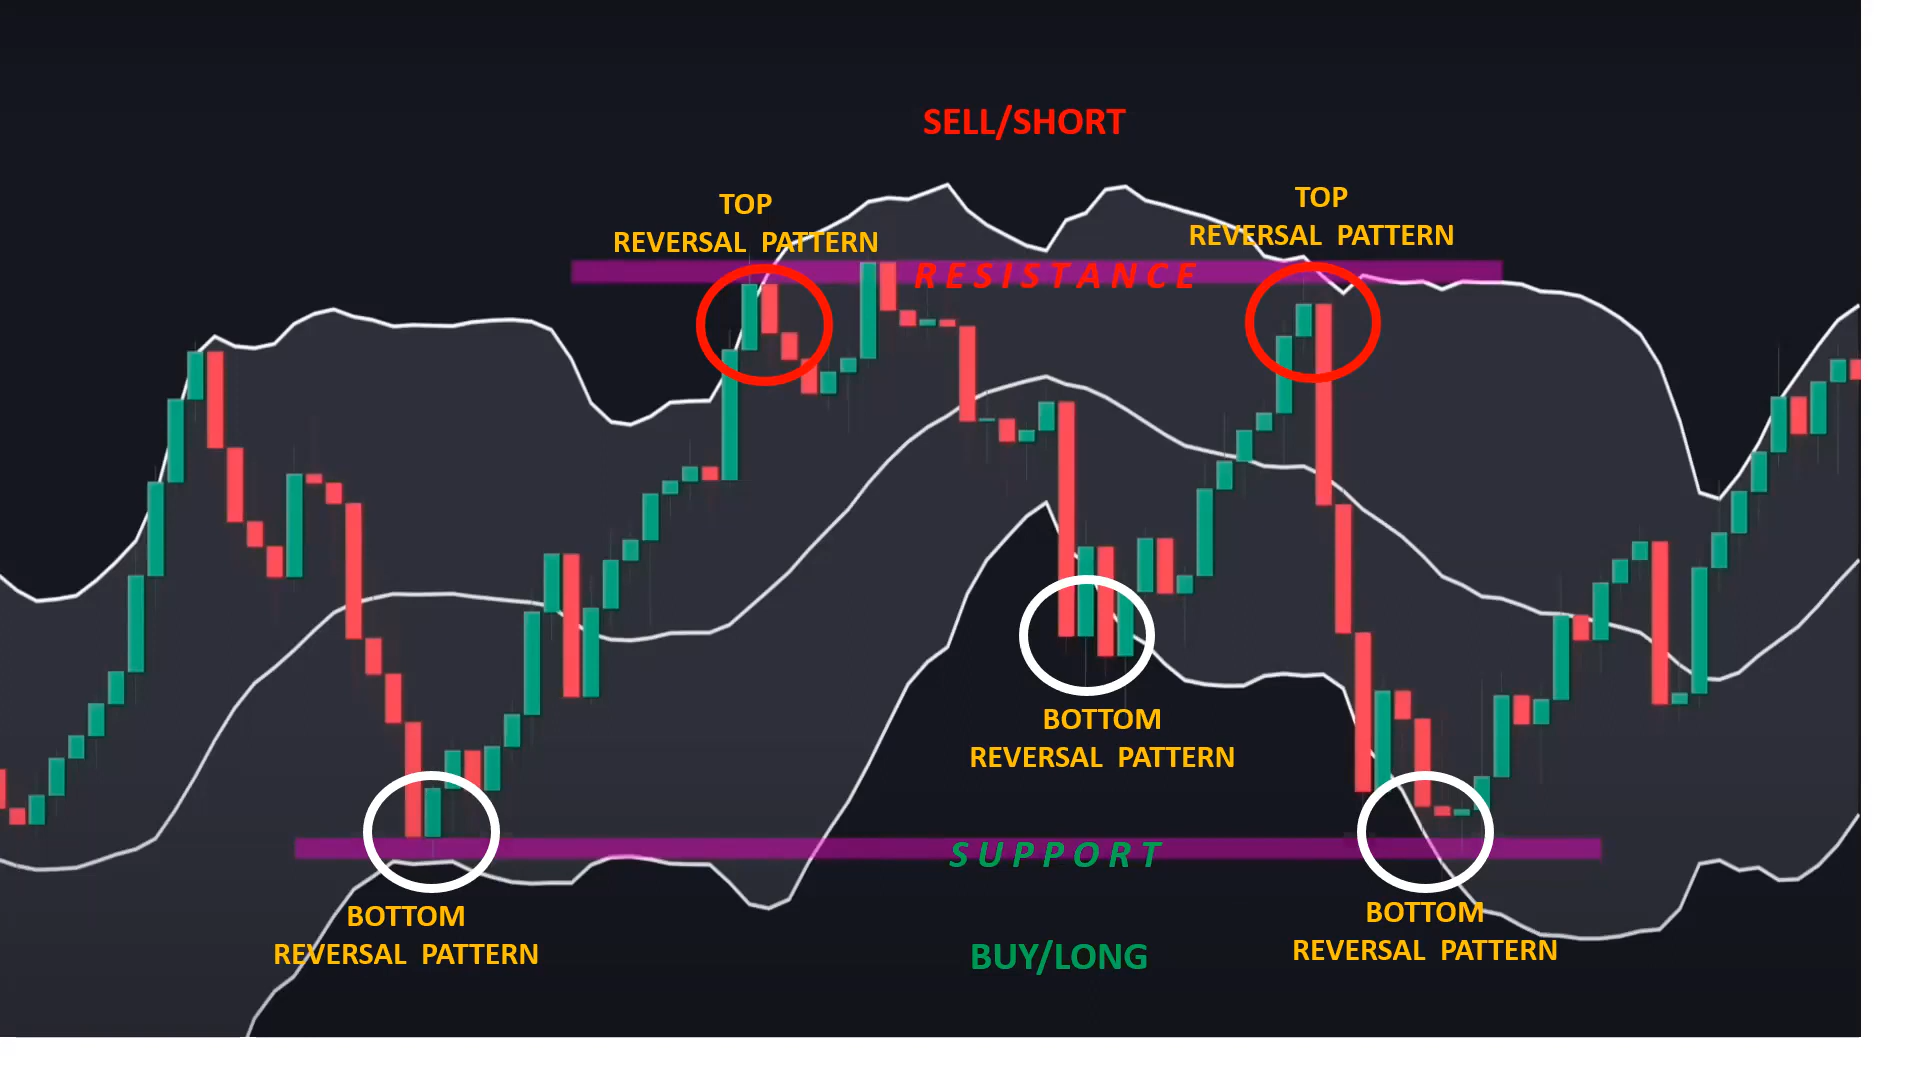 SELL/SHORT
TOP
REVERSAL PATTERN
TOP
REVERSAL PATTERN
RESISTANCE
BOTTOM
REVERSAL PATTERN
SUPPORT
BOTTOM
REVERSAL PATTERN
BOTTOM
REVERSAL PATTERN
BUY/LONG